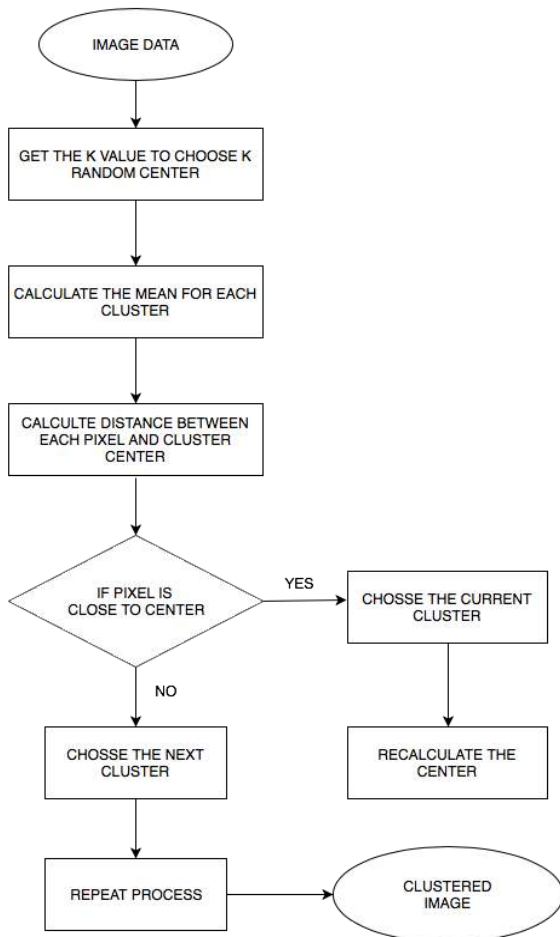 IMAGE DATA
GET THE K VALUE TO CHOOSE K
RANDOM CENTER
CALCULATE THE MEAN FOR EACH
CLUSTER
CALCULTE DISTANCE BETWEEN
EACH PIXEL AND CLUSTER
CENTER
IF PIXEL IS
CLOSE TO CENTER
YES
CHOSSE THE CURRENT
CLUSTER
NO
CHOSSE THE NEXT
CLUSTER
RECALCULATE THE
CENTER
REPEAT PROCESS
CLUSTERED
IMAGE